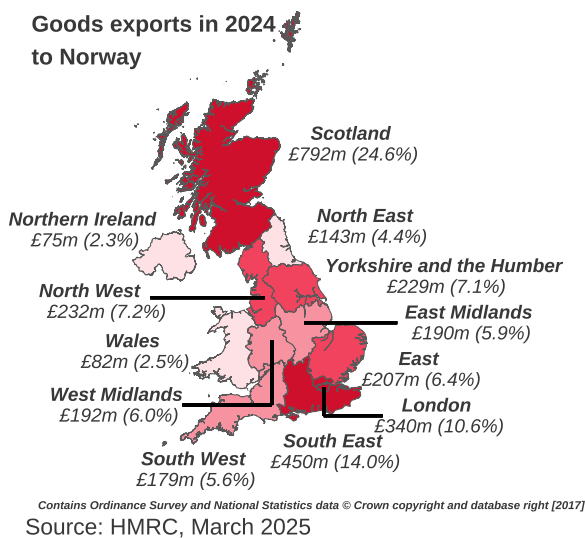 Goods exports in 2024
to Norway
Scotland
£792m (24.6%)
Northern Ireland
£75m (2.3%)
North East
£143m (4.4%)
Yorkshire and the Humber
£229m (7.1%)
North West
£232m (7.2%)
East Midlands
£190m (5.9%)
Wales
£82m (2.5%)
East
£207m (6.4%)
West Midlands
£192m (6.0%)
London
£340m (10.6%)
South East
£450m (14.0%)
South West
£179m (5.6%)
Contains Ordinance Survey and National Statistics data © Crown copyright and database right [2017]
Source: HMRC, March 2025